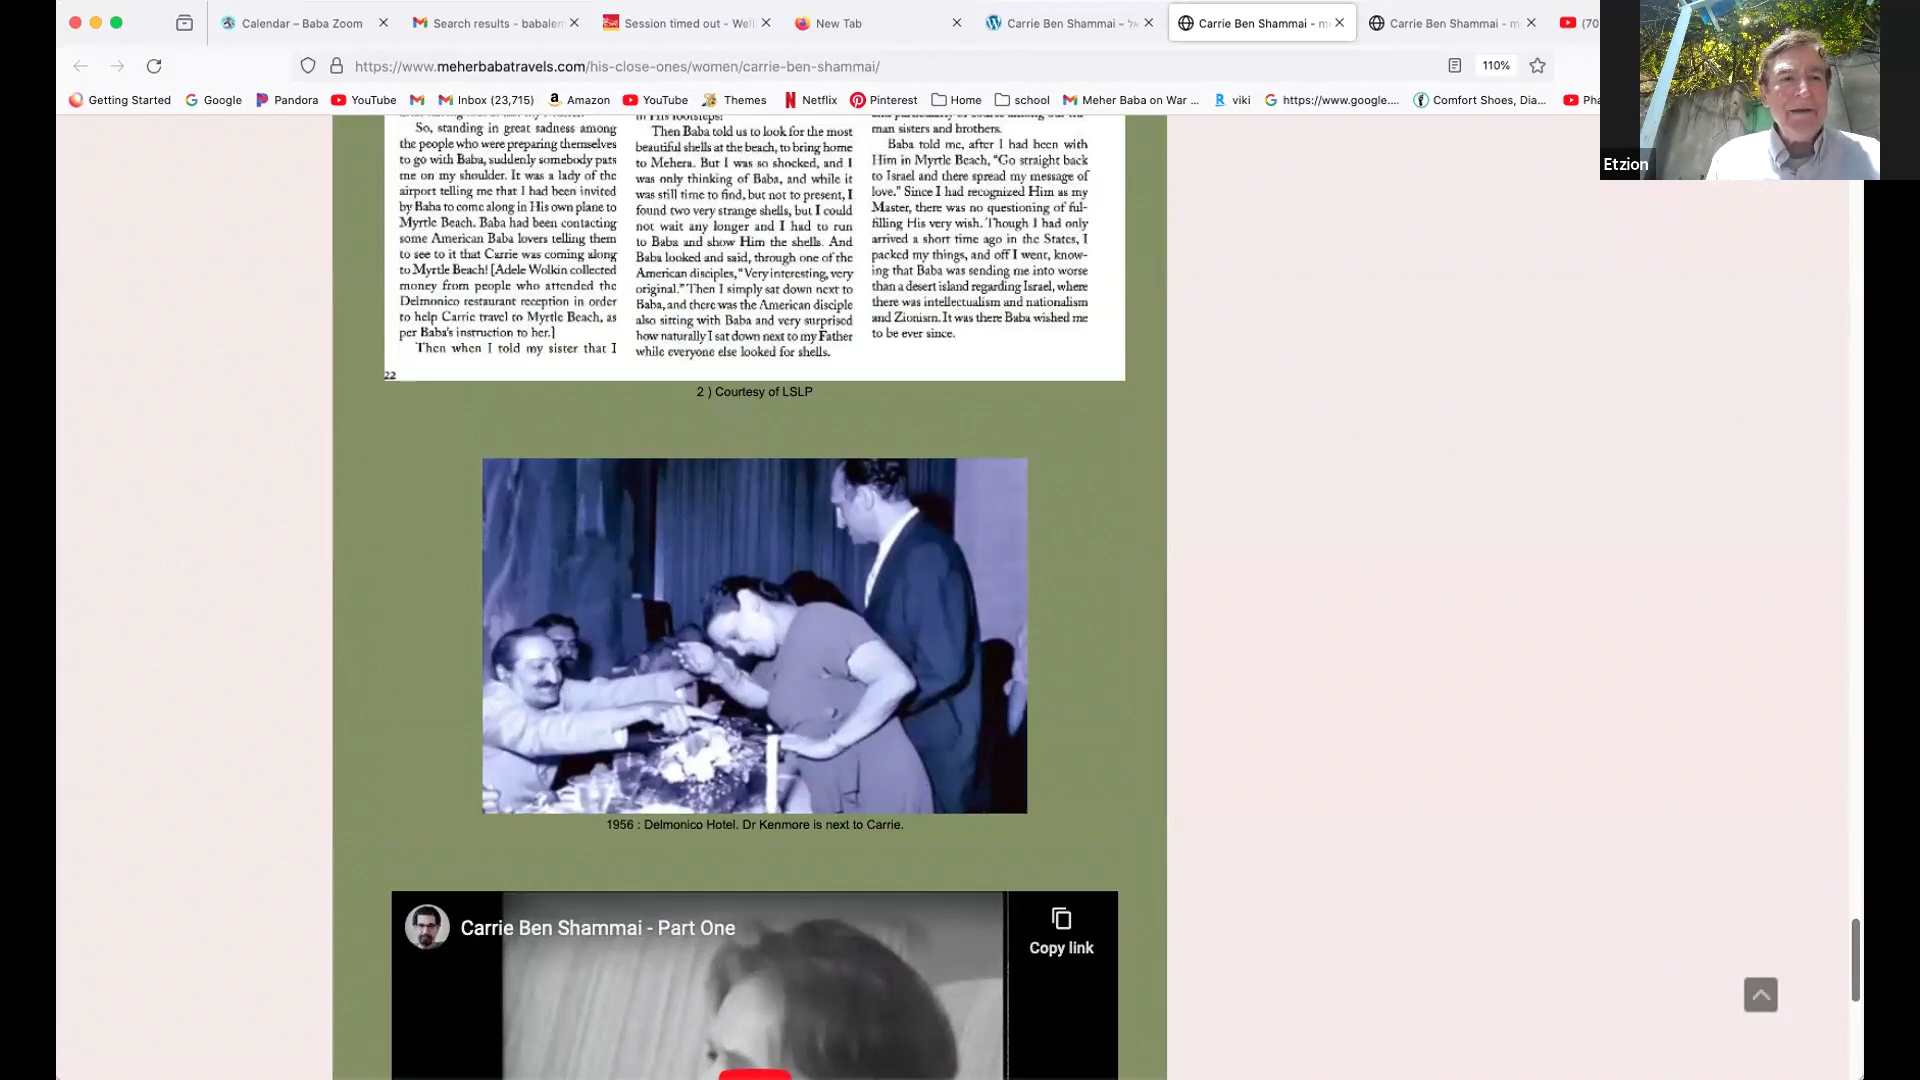 Calendar – Baba Zoom
Search results - babalem
Session timed out - Well
New Tab
Carrie Ben Shammai –
Carrie Ben Shammai - m
Carrie Ben Shammai - m
(70
https://www.meherbabatravels.com/his-close-ones/women/carrie-ben-shammai/
110%
Getting Started
Google
Pandora
YouTube
Inbox (23,715)
Amazon
YouTube
Themes
Netflix
Pinterest
Home
school
Meher Baba on War ...
viki
https://www.google....
Comfort Shoes, Dia...
Pha
Etzion
So, standing in great sadness among
the people who were preparing themselves
to go with Baba, suddenly somebody pats
me on my shoulder. It was a lady of the
airport telling me that I had been invited
by Baba to come along in His own plane to
Myrtle Beach. Baba had been contacting
some American Baba lovers telling them
to see to it that Carrie was coming along
to Myrtle Beach! [Adele Wolkin collected
money from people who attended the
Delmonico restaurant reception in order
to help Carrie travel to Myrtle Beach, as
per Baba's instruction to her.]
Then when I told my sister that I
in His footsteps!
Then Baba told us to look for the most
beautiful shells at the beach, to bring home
to Mehera. But I was so shocked, and I
was only thinking of Baba, and while it
was still time to find, but not to present, I
found two very strange shells, but I could
not wait any longer and I had to run
to Baba and show Him the shells. And
Baba looked and said, through one of the
American disciples, "Very interesting, very
original." Then I simply sat down next to
Baba, and there was the American disciple
also sitting with Baba and very surprised
how naturally I sat down next to my Father
while everyone else looked for shells.
man sisters and brothers.
Baba told me, after I had been with
Him in Myrtle Beach, "Go straight back
to Israel and there spread my message of
love." Since I had recognized Him as my
Master, there was no questioning of ful-
filling His very wish. Though I had only
arrived a short time ago in the States, I
packed my things, and off I went, know-
ing that Baba was sending me into worse
than a desert island regarding Israel, where
there was intellectualism and nationalism
and Zionism. It was there Baba wished me
to be ever since.
22
2 ) Courtesy of LSLP
1956 : Delmonico Hotel. Dr Kenmore is next to Carrie.
Carrie Ben Shammai - Part One
Copy link